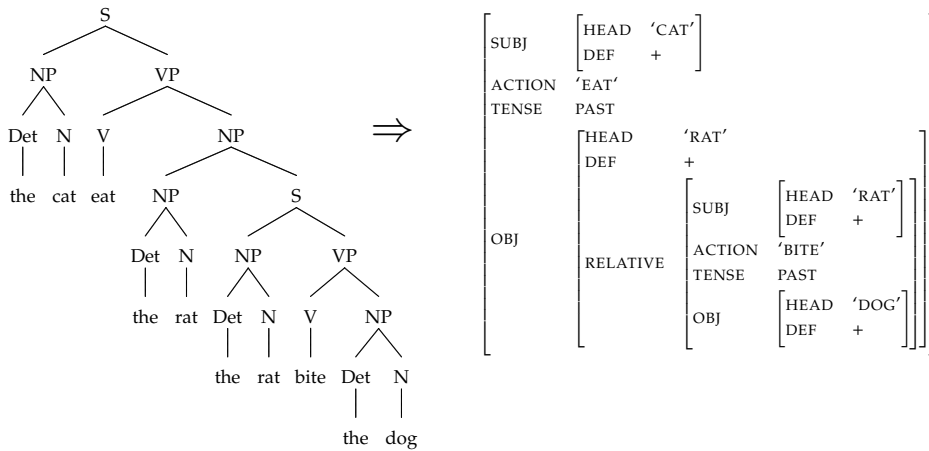 S
NP VP
Det N V NP
the cat eat NP S
Det N NP VP
the rat Det N V NP
the rat bite Det N
the dog
⇒
SUBJ HEAD ‘CAT’
DEF +
ACTION ‘EAT‘
TENSE PAST
OBJ HEAD ‘RAT’
DEF +
RELATIVE SUBJ HEAD ‘RAT’
DEF +
ACTION ‘BITE’
TENSE PAST
OBJ HEAD ‘DOG’
DEF +